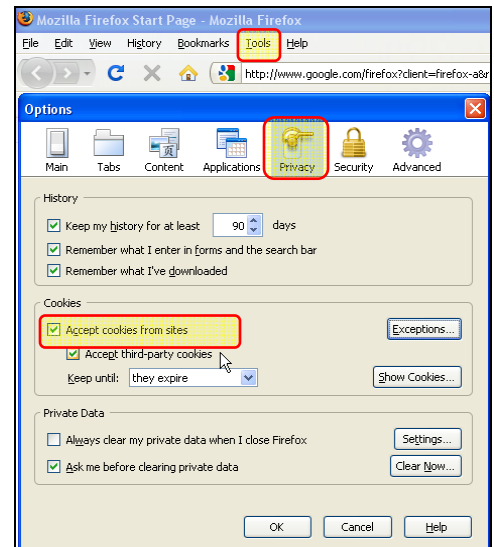 Mozilla Firefox Start Page - Mozilla Firefox
File Edit View History Bookmarks Tools Help
http://www.google.com/firefox?client=firefox-a&r
Options
Main Tabs Content Applications Privacy Security Advanced
History
Keep my history for at least 90 days
Remember what I enter in forms and the search bar
Remember what I've downloaded
Cookies
Accept cookies from sites Exceptions...
Accept third-party cookies
Keep until: they expire Show Cookies...
Private Data
Always clear my private data when I close Firefox Settings...
Ask me before clearing private data Clear Now...
OK Cancel Help